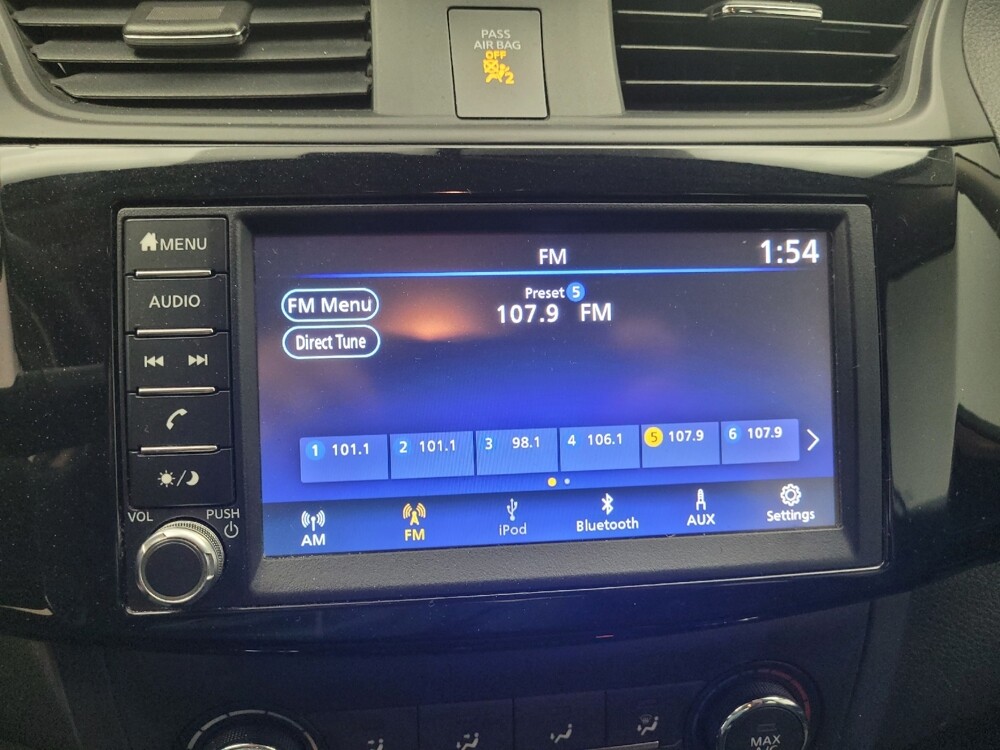 PASS
AIR BAG
OFF
2
MENU
AUDIO
VOL
PUSH
FM
1:54
FM Menu
Direct Tune
Preset 5
107.9 FM
1 101.1
2 101.1
3 98.1
4 106.1
5 107.9
6 107.9
AM
FM
iPod
Bluetooth
AUX
Settings
MAX
A/C